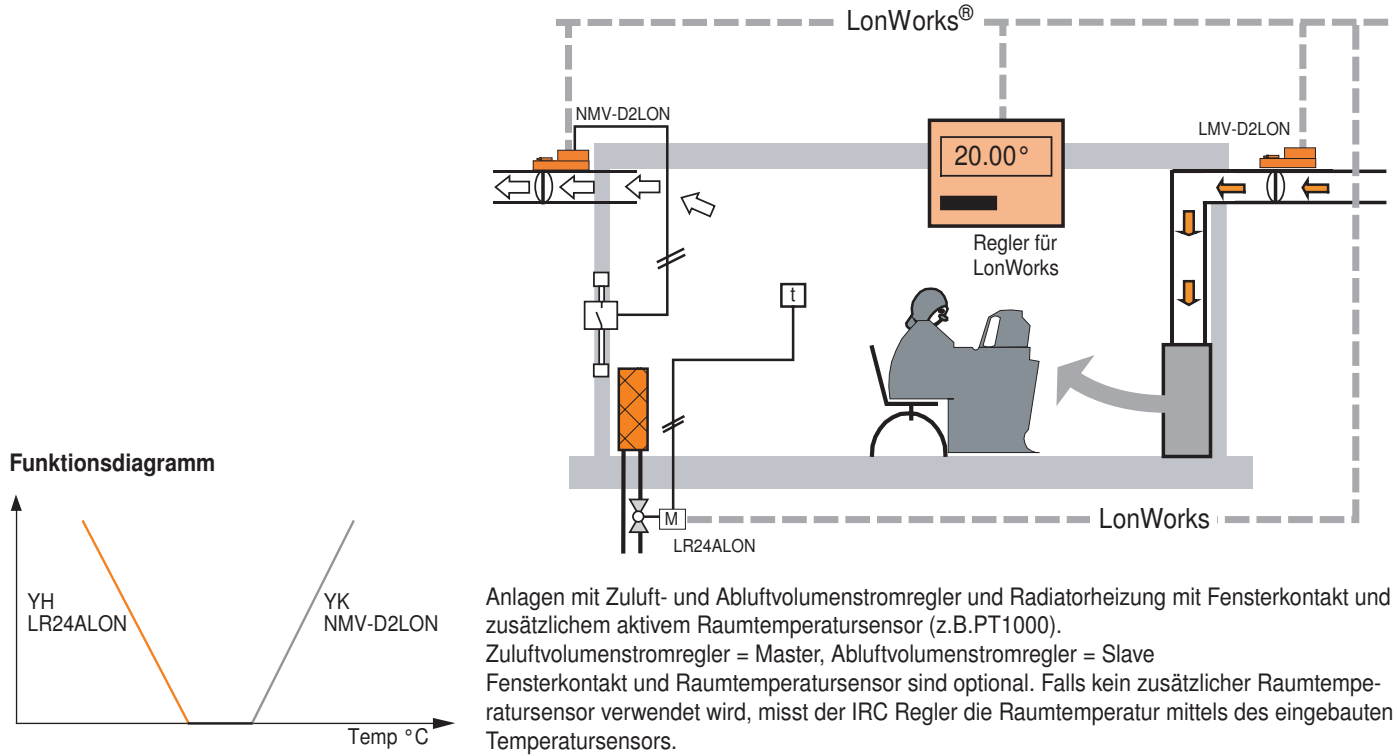 LonWorks®
NMV-D2LON
LMV-D2LON
20.00°
Regler für
LonWorks
t
M
LonWorks
LR24ALON
Funktionsdiagramm
YH
LR24ALON
YK
NMV-D2LON
Temp °C
Anlagen mit Zuluft- und Abluftvolumenstromregler und Radiatorheizung mit Fensterkontakt und
zusätzlichem aktivem Raumtemperatursensor (z.B.PT1000).
Zuluftvolumenstromregler = Master, Abluftvolumenstromregler = Slave
Fensterkontakt und Raumtemperatursensor sind optional. Falls kein zusätzlicher Raumtempe-
ratursensor verwendet wird, misst der IRC Regler die Raumtemperatur mittels des eingebauten
Temperatursensors.